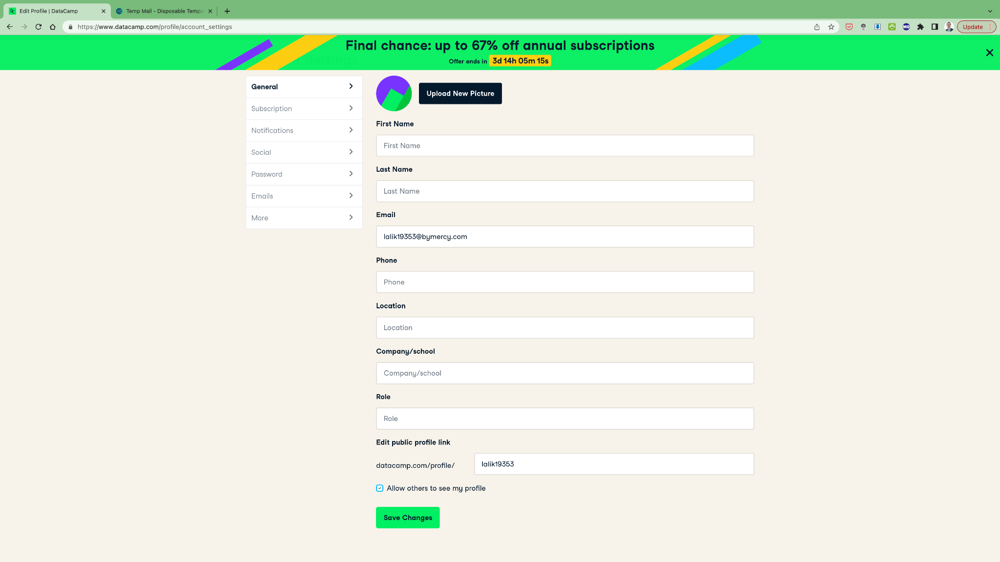 Edit Profile | DataCamp
Temp Mail - Disposable Tempo
https://www.datacamp.com/profile/account_settings
MD
Update
Final chance: up to 67% off annual subscriptions
Settings
Offer ends in 3d 14h 05m 15s
General
Subscription
Notifications
Social
Password
Emails
More
Upload New Picture
First Name
First Name
Last Name
Last Name
Email
lalik19353@bymercy.com
Phone
Phone
Location
Location
Company/school
Company/school
Role
Role
Edit public profile link
datacamp.com/profile/
lalik19353
Allow others to see my profile
Save Changes